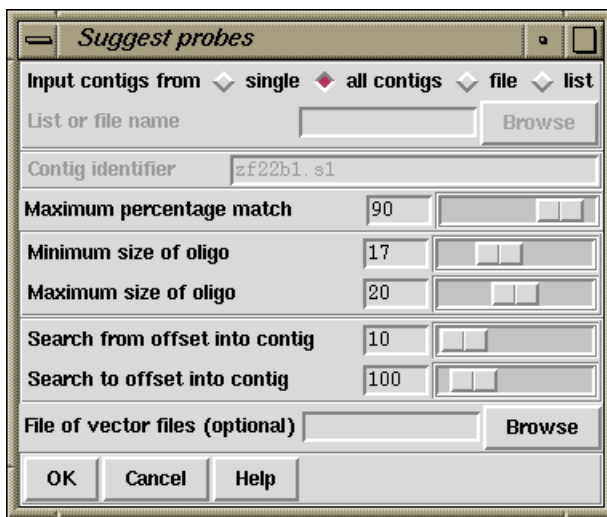 Suggest probes
Input contigs from single all contigs file list
List or file name Browse
Contig identifier zf22b1.s1
Maximum percentage match 90
Minimum size of oligo 17
Maximum size of oligo 20
Search from offset into contig 10
Search to offset into contig 100
File of vector files (optional) Browse
OK Cancel Help